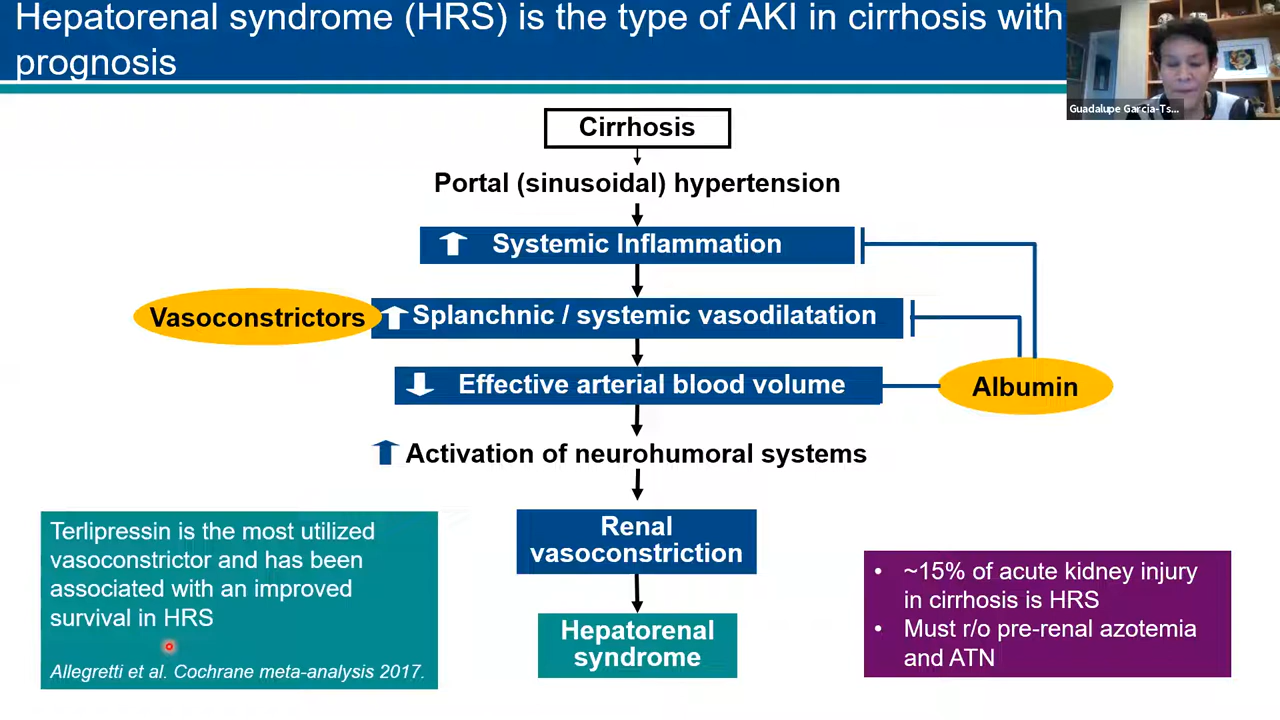 Hepatorenal syndrome (HRS) is the type of AKI in cirrhosis with
prognosis
Guadalupe Garcia-Ts...
Cirrhosis
Portal (sinusoidal) hypertension
Systemic Inflammation
Vasoconstrictors
Splanchnic / systemic vasodilatation
Effective arterial blood volume
Albumin
Activation of neurohumoral systems
Terlipressin is the most utilized
vasoconstrictor and has been
associated with an improved
survival in HRS
Allegretti et al. Cochrane meta-analysis 2017.
Renal
vasoconstriction
Hepatorenal
syndrome
• ~15% of acute kidney injury
in cirrhosis is HRS
• Must r/o pre-renal azotemia
and ATN